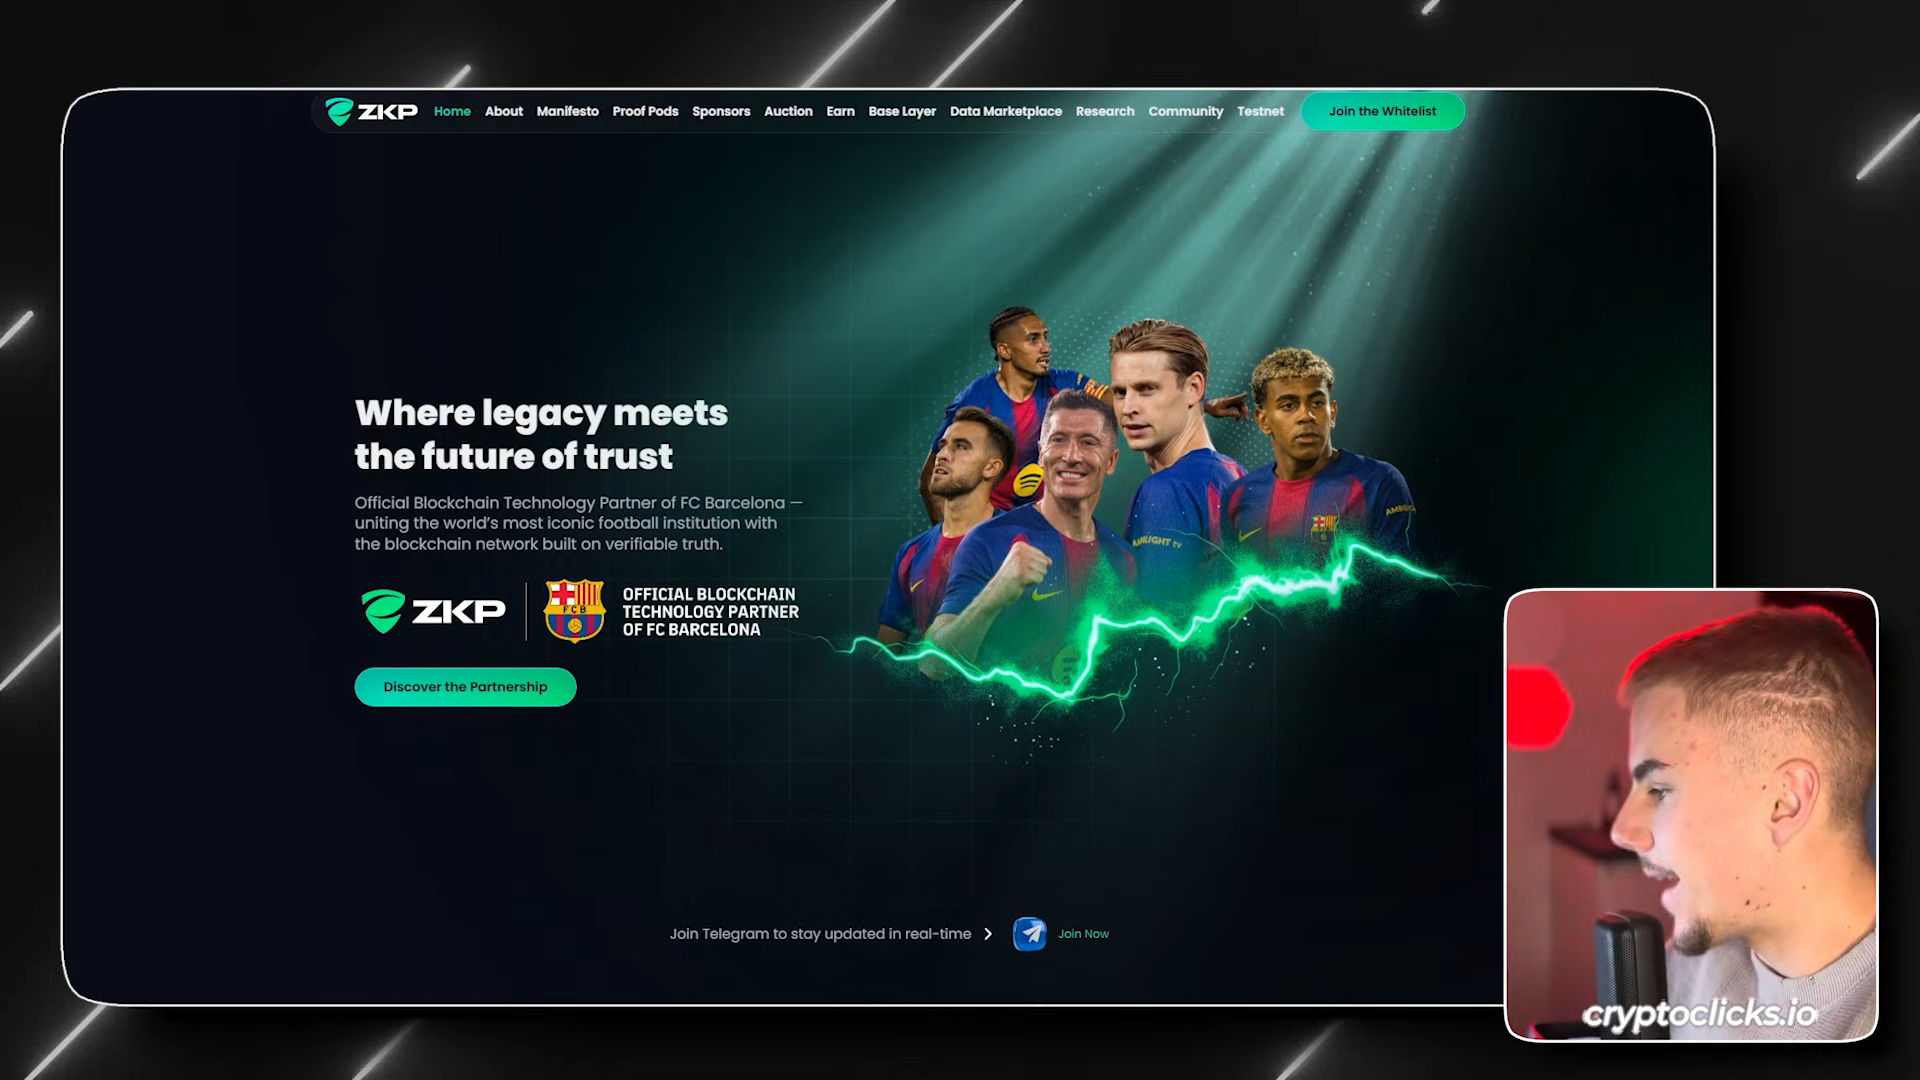 ZKP Home About Manifesto Proof Pods Sponsors Auction Earn Base Layer Data Marketplace Research Community Testnet Join the Whitelist
Where legacy meets
the future of trust
Official Blockchain Technology Partner of FC Barcelona —
uniting the world's most iconic football institution with
the blockchain network built on verifiable truth.
ZKP
FCB
OFFICIAL BLOCKCHAIN
TECHNOLOGY PARTNER
OF FC BARCELONA
Discover the Partnership
AMBILIGHT TV
Join Telegram to stay updated in real-time
Join Now
cryptoclicks.io